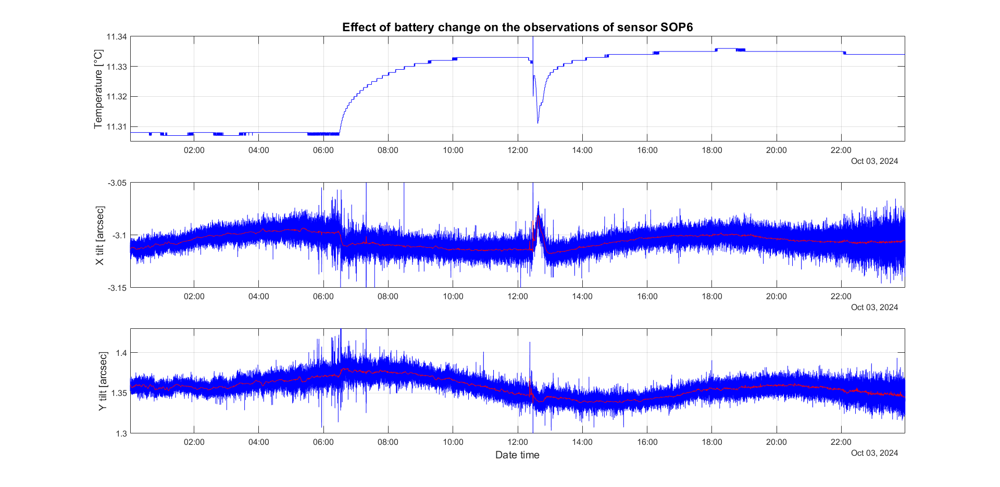 Effect of battery change on the observations of sensor SOP6
Temperature [°C]
11.34
11.33
11.32
11.31
02:00 04:00 06:00 08:00 10:00 12:00 14:00 16:00 18:00 20:00 22:00
Oct 03, 2024
X tilt [arcsec]
-3.05
-3.1
-3.15
02:00 04:00 06:00 08:00 10:00 12:00 14:00 16:00 18:00 20:00 22:00
Oct 03, 2024
Y tilt [arcsec]
1.4
1.35
1.3
02:00 04:00 06:00 08:00 10:00 12:00 14:00 16:00 18:00 20:00 22:00
Date time
Oct 03, 2024